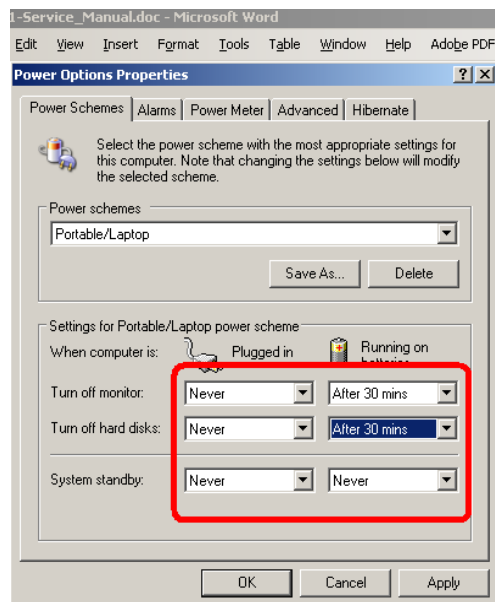 1-Service_Manual.doc - Microsoft Word
Edit View Insert Format Tools Table Window Help Adobe PDF
Power Options Properties
Power Schemes Alarms Power Meter Advanced Hibernate
Select the power scheme with the most appropriate settings for
this computer. Note that changing the settings below will modify
the selected scheme.
Power schemes
Portable/Laptop
Save As... Delete
Settings for Portable/Laptop power scheme
When computer is: Plugged in Running on
batteries
Turn off monitor: Never After 30 mins
Turn off hard disks: Never After 30 mins
System standby: Never Never
OK Cancel Apply